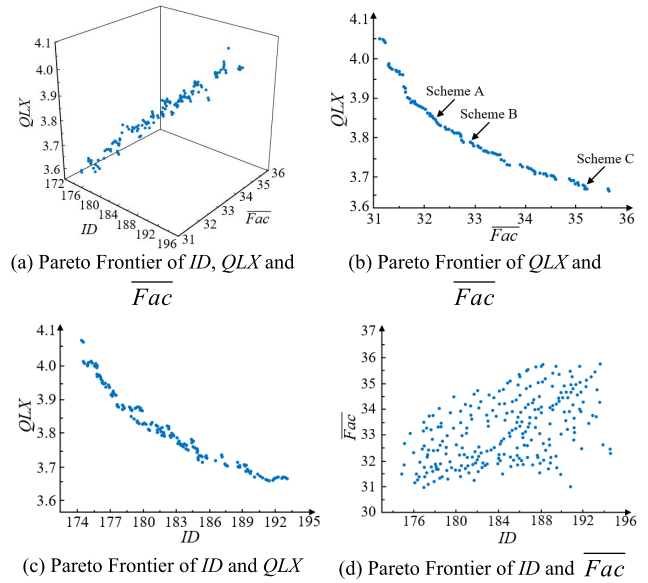 4.1
4.0
3.9
3.8
3.7
3.6
QLX
172
176
180
184
188
192
196
ID
31
32
33
34
35
36
Fac
(a) Pareto Frontier of ID, QLX and
Fac
4.1
4.0
3.9
3.8
3.7
3.6
QLX
Scheme A
Scheme B
Scheme C
31 32 33 34 35 36
Fac
(b) Pareto Frontier of QLX and
Fac
4.1
4.0
3.9
3.8
3.7
3.6
QLX
174 177 180 183 186 189 192 195
ID
(c) Pareto Frontier of ID and QLX
37
36
35
34
33
32
31
30
Fac
176 180 184 188 192 196
ID
(d) Pareto Frontier of ID and Fac